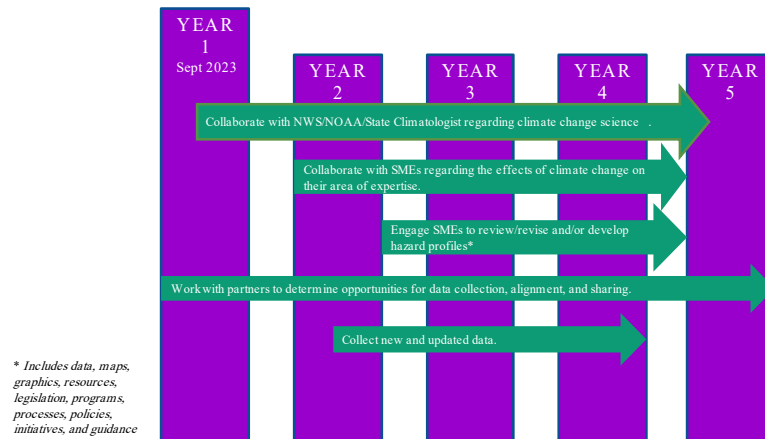 YEAR
1
Sept 2023
YEAR
2
YEAR
3
YEAR
4
YEAR
5
Collaborate with NWS/NOAA/State Climatologist regarding climate change science .
Collaborate with SMEs regarding the effects of climate change on
their area of expertise.
Engage SMEs to review/revise and/or develop
hazard profiles*
Work with partners to determine opportunities for data collection, alignment, and sharing.
Collect new and updated data.
* Includes data, maps,
graphics, resources,
legislation, programs,
processes, policies,
initiatives, and guidance